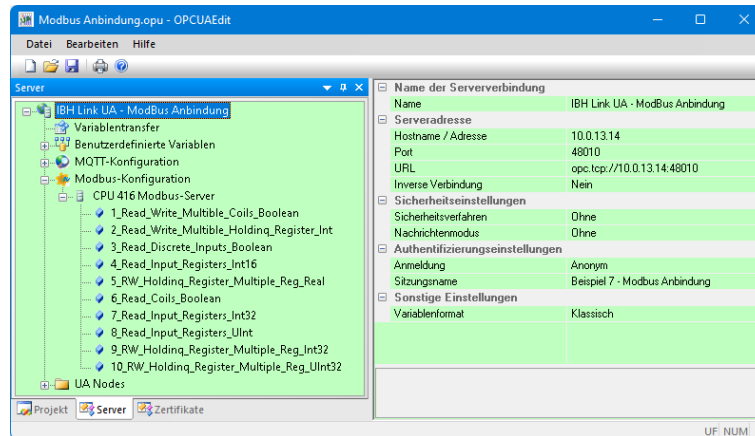 Modbus Anbindung.opu - OPCUAEdit
Datei Bearbeiten Hilfe
Server
IBH Link UA - ModBus Anbindung
Variablentransfer
Benutzerdefinierte Variablen
MQTT-Konfiguration
Modbus-Konfiguration
CPU 416 Modbus-Server
1_Read_Write_Multible_Coils_Boolean
2_Read_Write_Multible_Holding_Register_Int
3_Read_Discrete_Inputs_Boolean
4_Read_Input_Registers_Int16
5_RW_Holding_Register_Multiple_Reg_Real
6_Read_Coils_Boolean
7_Read_Input_Registers_Int32
8_Read_Input_Registers_UInt
9_RW_Holding_Register_Multiple_Reg_Int32
10_RW_Holding_Register_Multiple_Reg_UInt32
UA Nodes
Projekt Server Zertifikate
Name der Serververbindung
Name IBH Link UA - ModBus Anbindung
Serveradresse
Hostname / Adresse 10.0.13.14
Port 48010
URL opc.tcp://10.0.13.14:48010
Inverse Verbindung Nein
Sicherheitseinstellungen
Sicherheitsverfahren Ohne
Nachrichtenmodus Ohne
Authentifizierungseinstellungen
Anmeldung Anonym
Sitzungsname Beispiel 7 - Modbus Anbindung
Sonstige Einstellungen
Variablenformat Klassisch
UF NUM